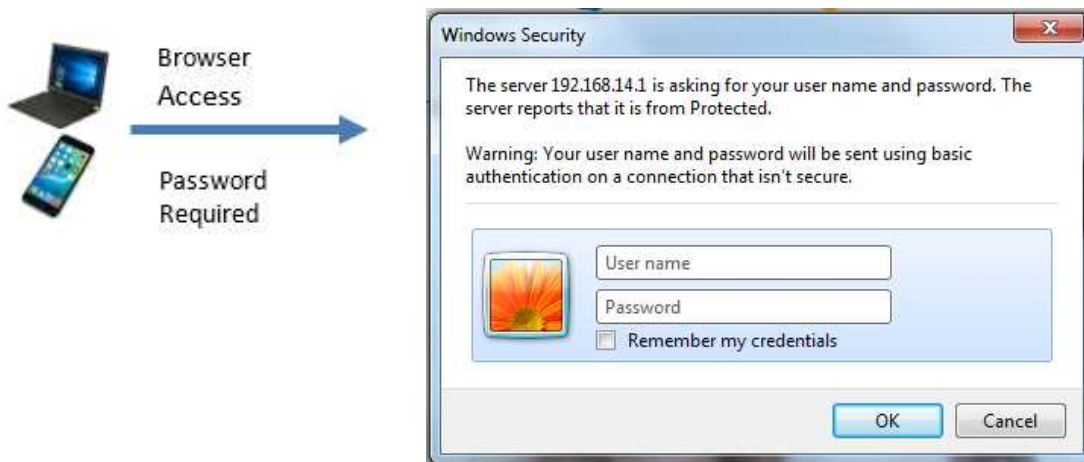 Browser
Access
Password
Required
Windows Security
The server 192.168.14.1 is asking for your user name and password. The
server reports that it is from Protected.
Warning: Your user name and password will be sent using basic
authentication on a connection that isn't secure.
User name
Password
Remember my credentials
OK
Cancel